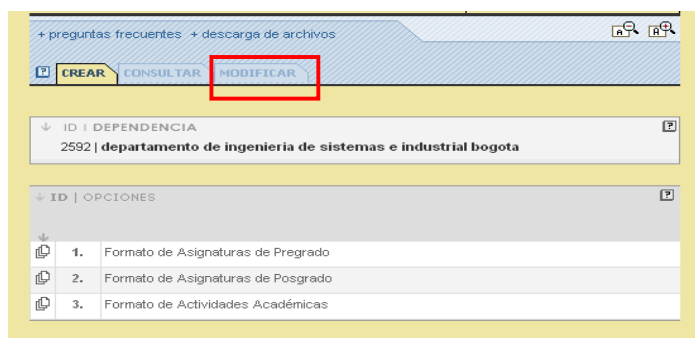 + preguntas frecuentes + descarga de archivos
A A
? CREAR CONSULTAR MODIFICAR
ID | DEPENDENCIA ?
2592 | departamento de ingenieria de sistemas e industrial bogota
ID | OPCIONES ?
1. Formato de Asignaturas de Pregrado
2. Formato de Asignaturas de Posgrado
3. Formato de Actividades Académicas